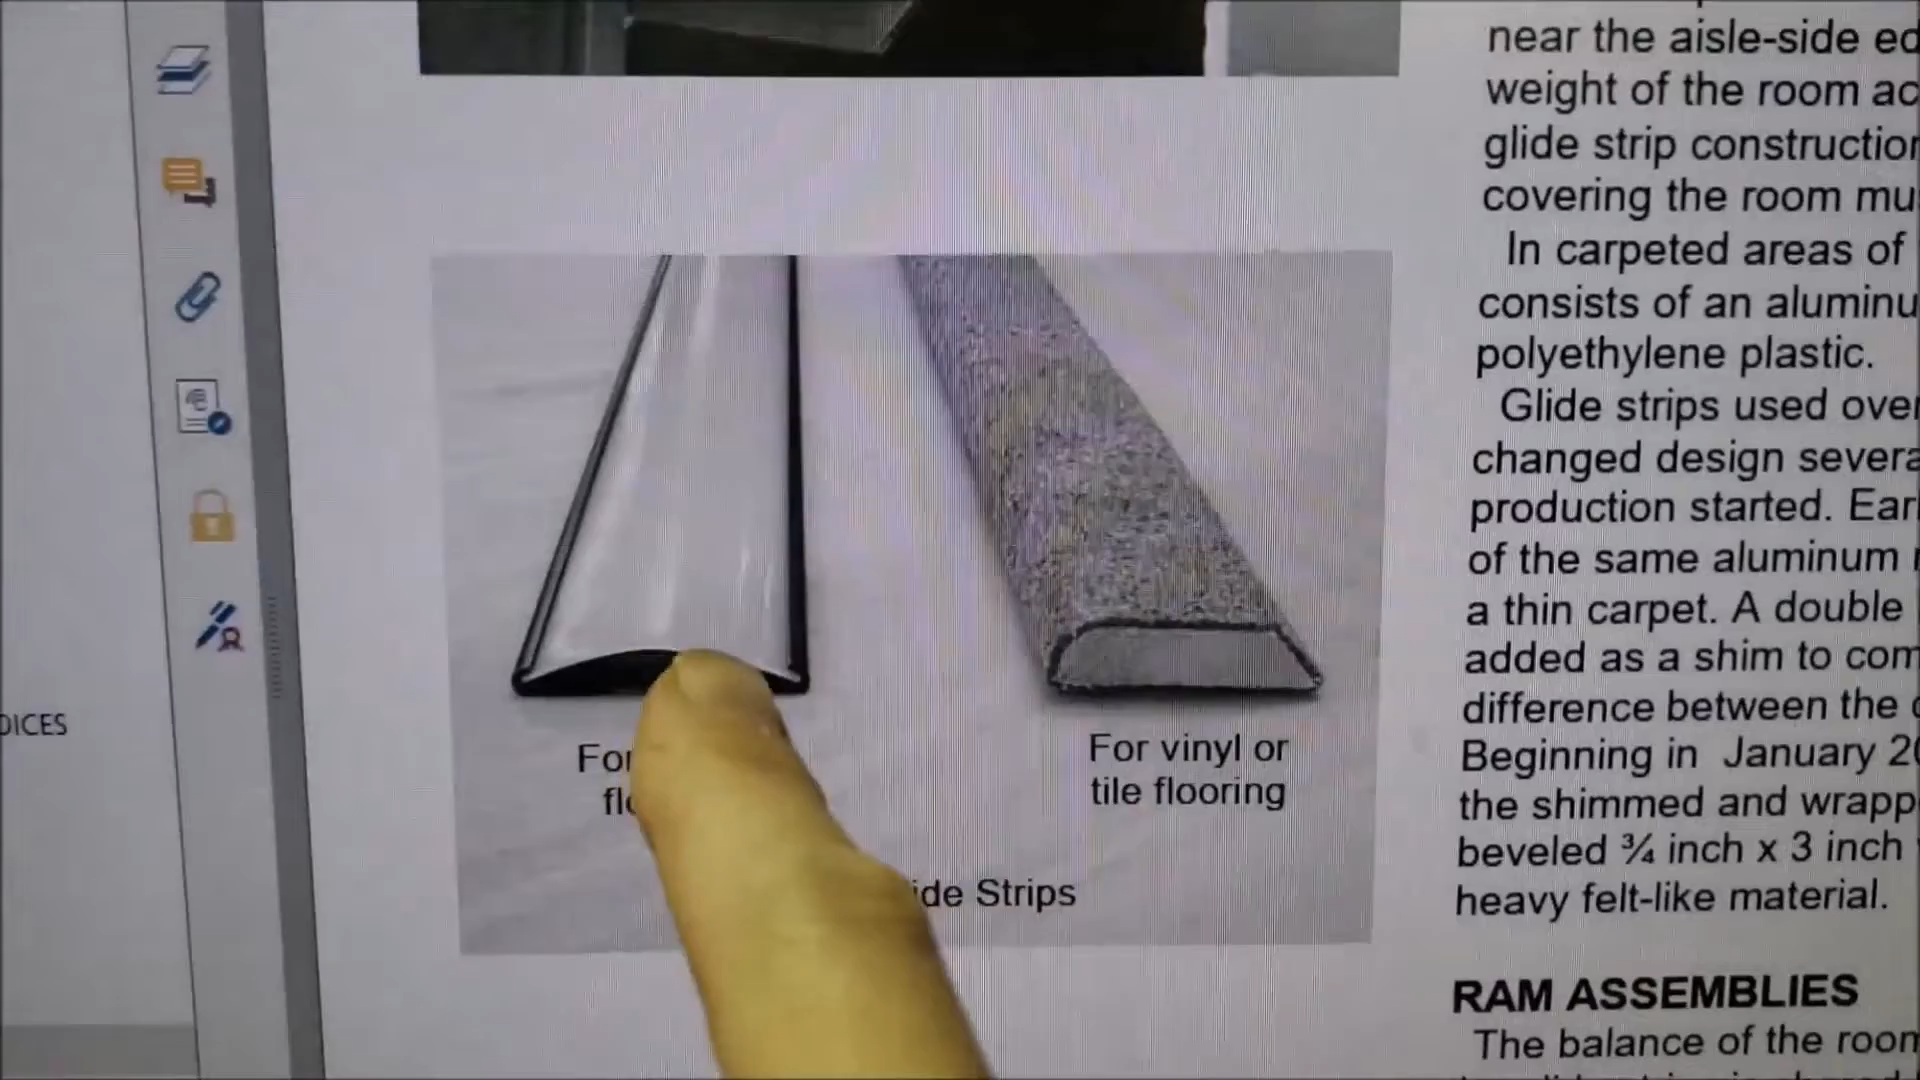 DICES
For
flo
For vinyl or
tile flooring
ide Strips
near the aisle-side ed
weight of the room ac
glide strip construction
covering the room mu
In carpeted areas of
consists of an aluminu
polyethylene plastic.
Glide strips used over
changed design severa
production started. Earl
of the same aluminum
a thin carpet. A double
added as a shim to com
difference between the
Beginning in January 20
the shimmed and wrapp
beveled ¾ inch x 3 inch
heavy felt-like material.
RAM ASSEMBLIES
The balance of the room